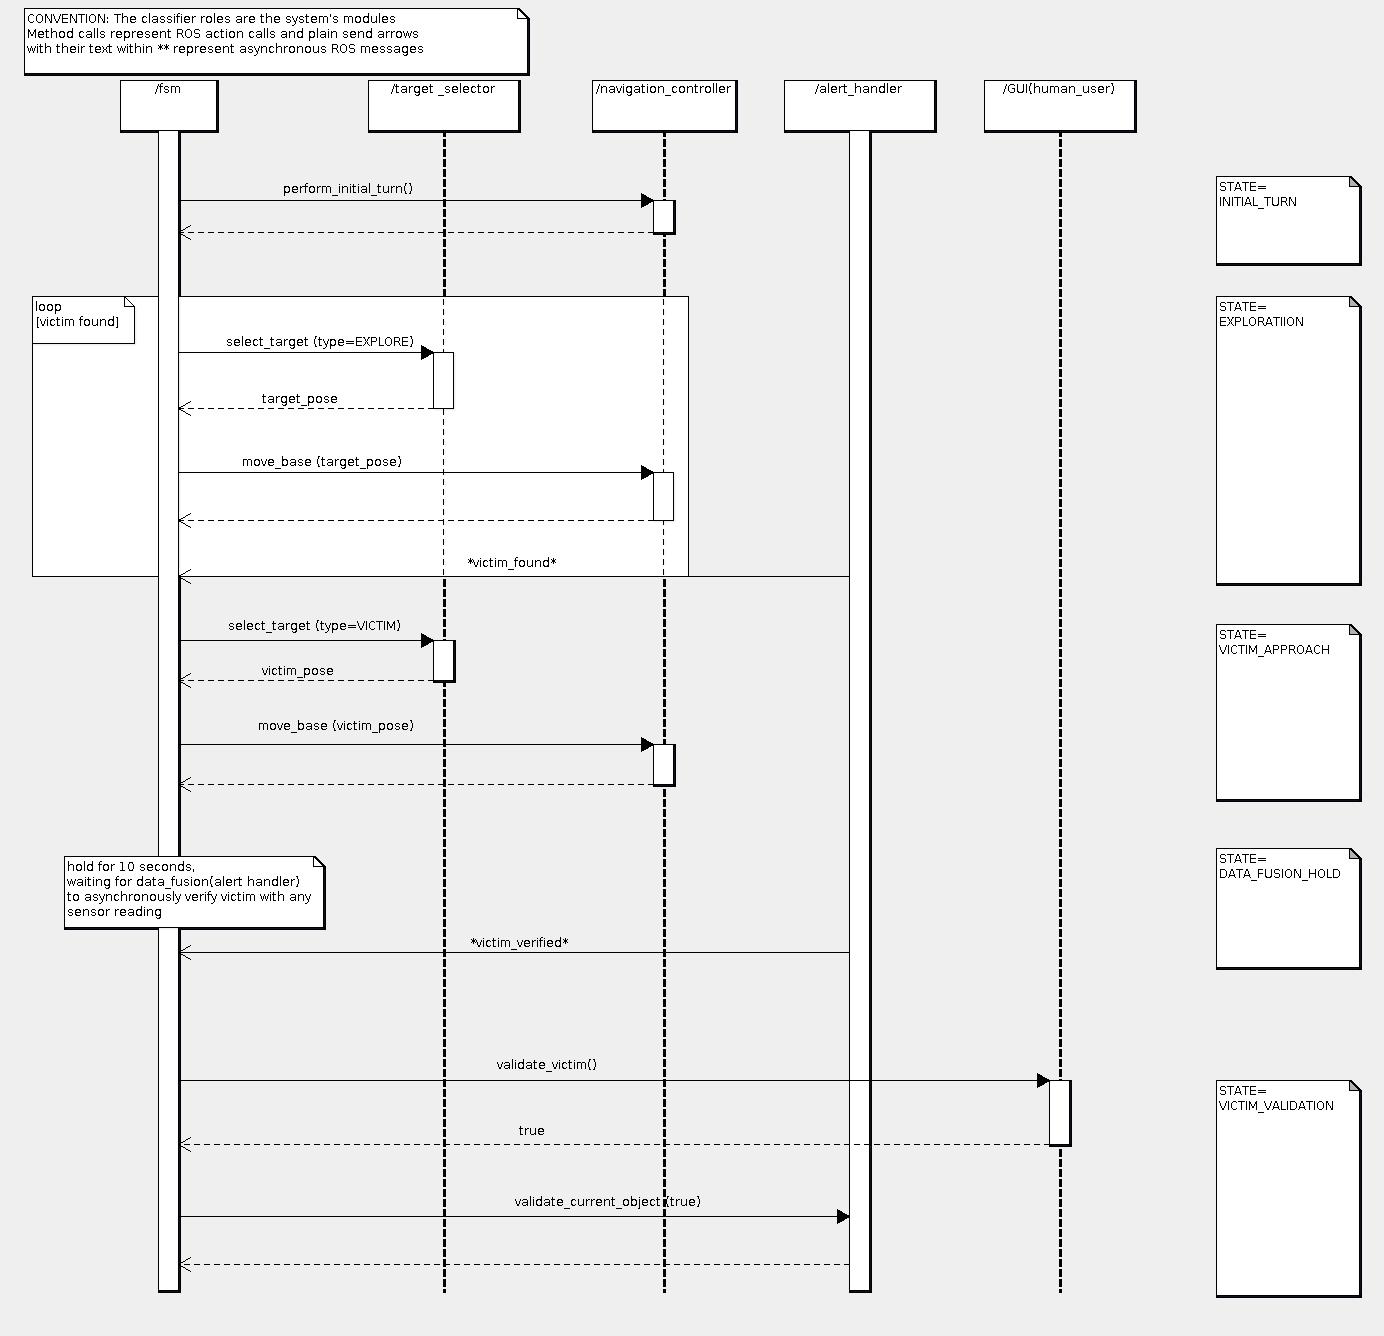 CONVENTION: The classifier roles are the system's modules
Method calls represent ROS action calls and plain send arrows
with their text within ** represent asynchronous ROS messages
/fsm
/target _selector
/navigation_controller
/alert_handler
/GUI(human_user)
perform_initial_turn()
STATE=
INITIAL_TURN
loop
[victim found]
STATE=
EXPLORATIION
select_target (type=EXPLORE)
target_pose
move_base (target_pose)
*victim_found*
select_target (type=VICTIM)
STATE=
VICTIM_APPROACH
victim_pose
move_base (victim_pose)
hold for 10 seconds,
waiting for data_fusion(alert handler)
to asynchronously verify victim with any
sensor reading
STATE=
DATA_FUSION_HOLD
*victim_verified*
validate_victim()
STATE=
VICTIM_VALIDATION
true
validate_current_object (true)